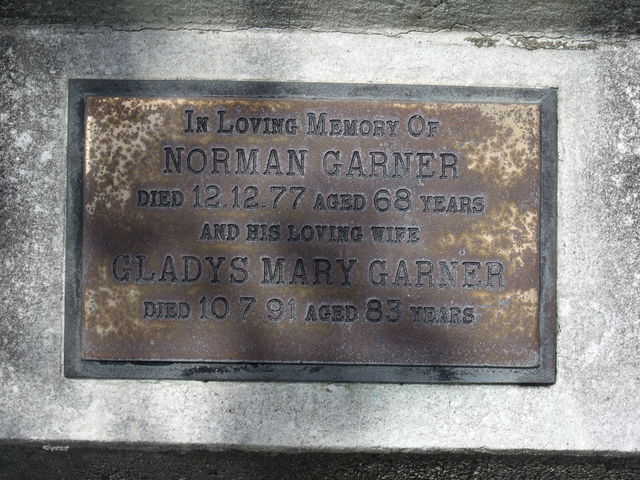 In Loving Memory Of
NORMAN GARNER
DIED 12.12.77 AGED 68 YEARS
AND HIS LOVING WIFE
GLADYS MARY GARNER
DIED 10.7.91 AGED 83 YEARS